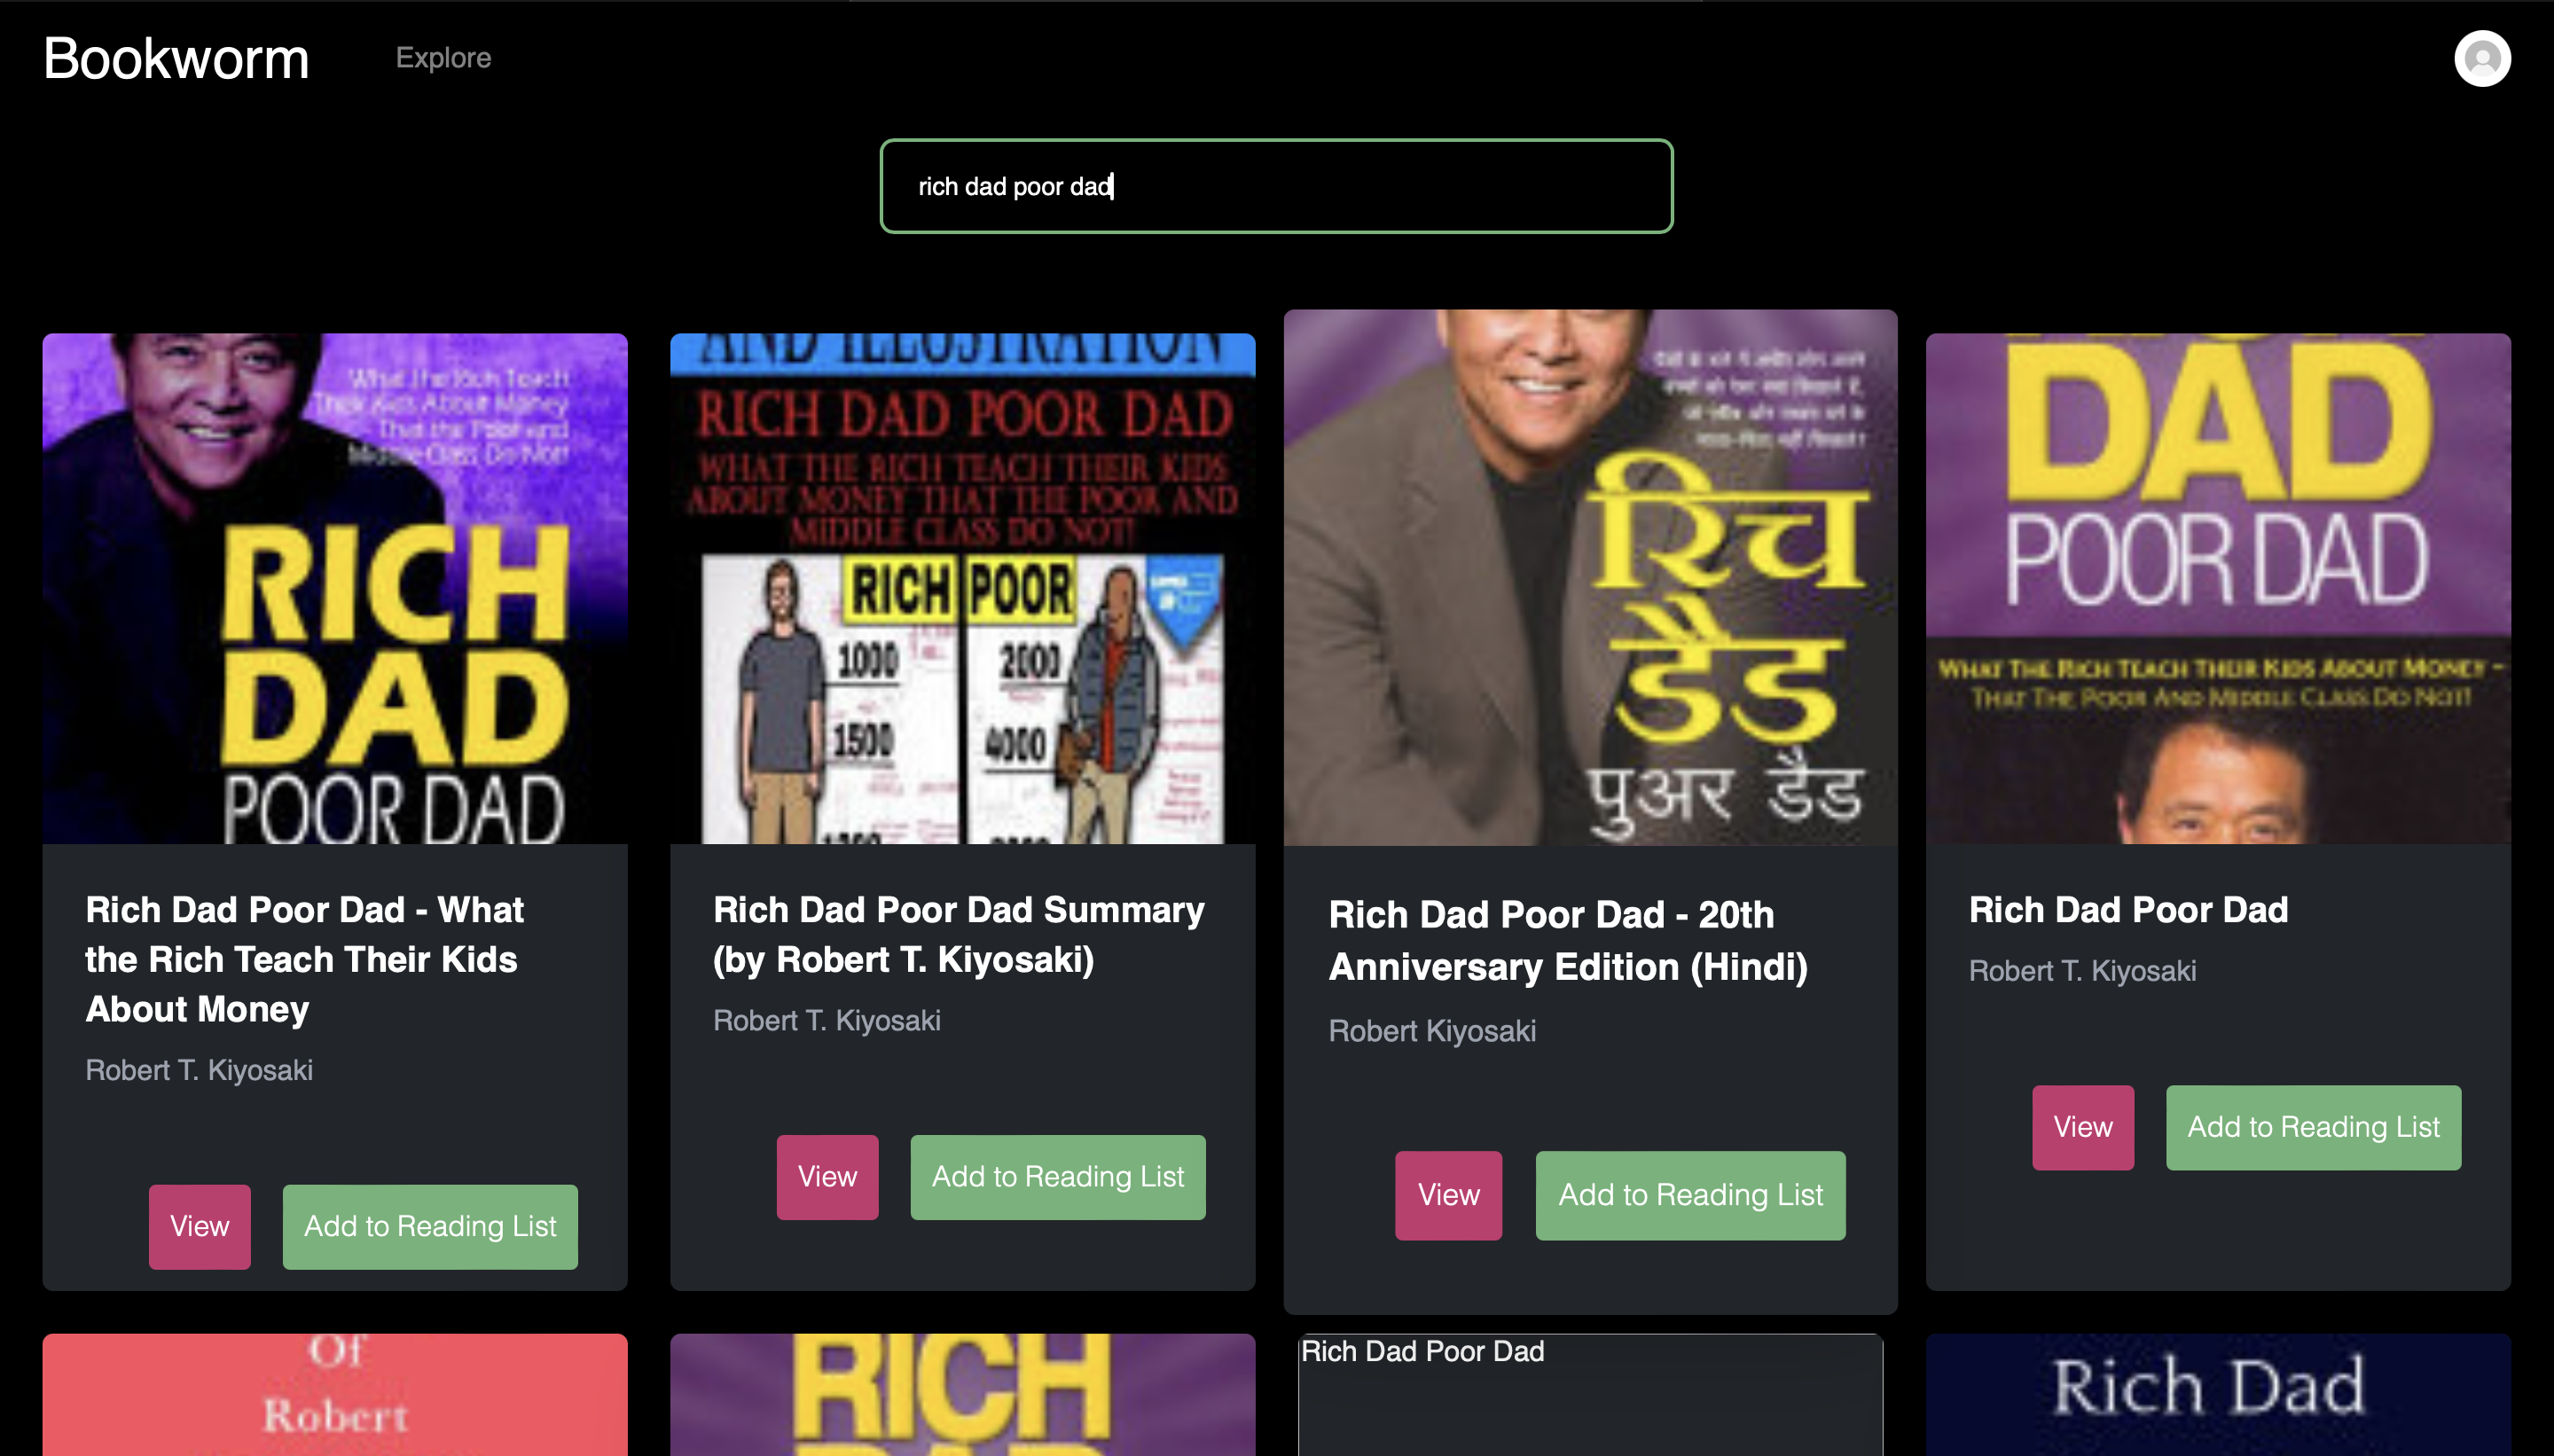 Bookworm
Explore
rich dad poor dad
What the Rich Teach
Their Kids About Money
- That the Poor and
Middle Class Do Not!
RICH
DAD
POOR DAD
Rich Dad Poor Dad - What
the Rich Teach Their Kids
About Money
Robert T. Kiyosaki
View
Add to Reading List
AND ILLUSTRATION
RICH DAD POOR DAD
WHAT THE RICH TEACH THEIR KIDS
ABOUT MONEY THAT THE POOR AND
MIDDLE CLASS DO NOT!
RICH
POOR
1000
2000
1500
4000
Rich Dad Poor Dad Summary
(by Robert T. Kiyosaki)
Robert T. Kiyosaki
View
Add to Reading List
रिच
डैड
पुअर डैड
Rich Dad Poor Dad - 20th
Anniversary Edition (Hindi)
Robert Kiyosaki
View
Add to Reading List
DAD
POOR DAD
WHAT THE RICH TEACH THEIR KIDS ABOUT MONEY –
THAT THE POOR AND MIDDLE CLASS DO NOT!
Rich Dad Poor Dad
Robert T. Kiyosaki
View
Add to Reading List
Of
Robert
RICH
DAD
Rich Dad Poor Dad
Rich Dad